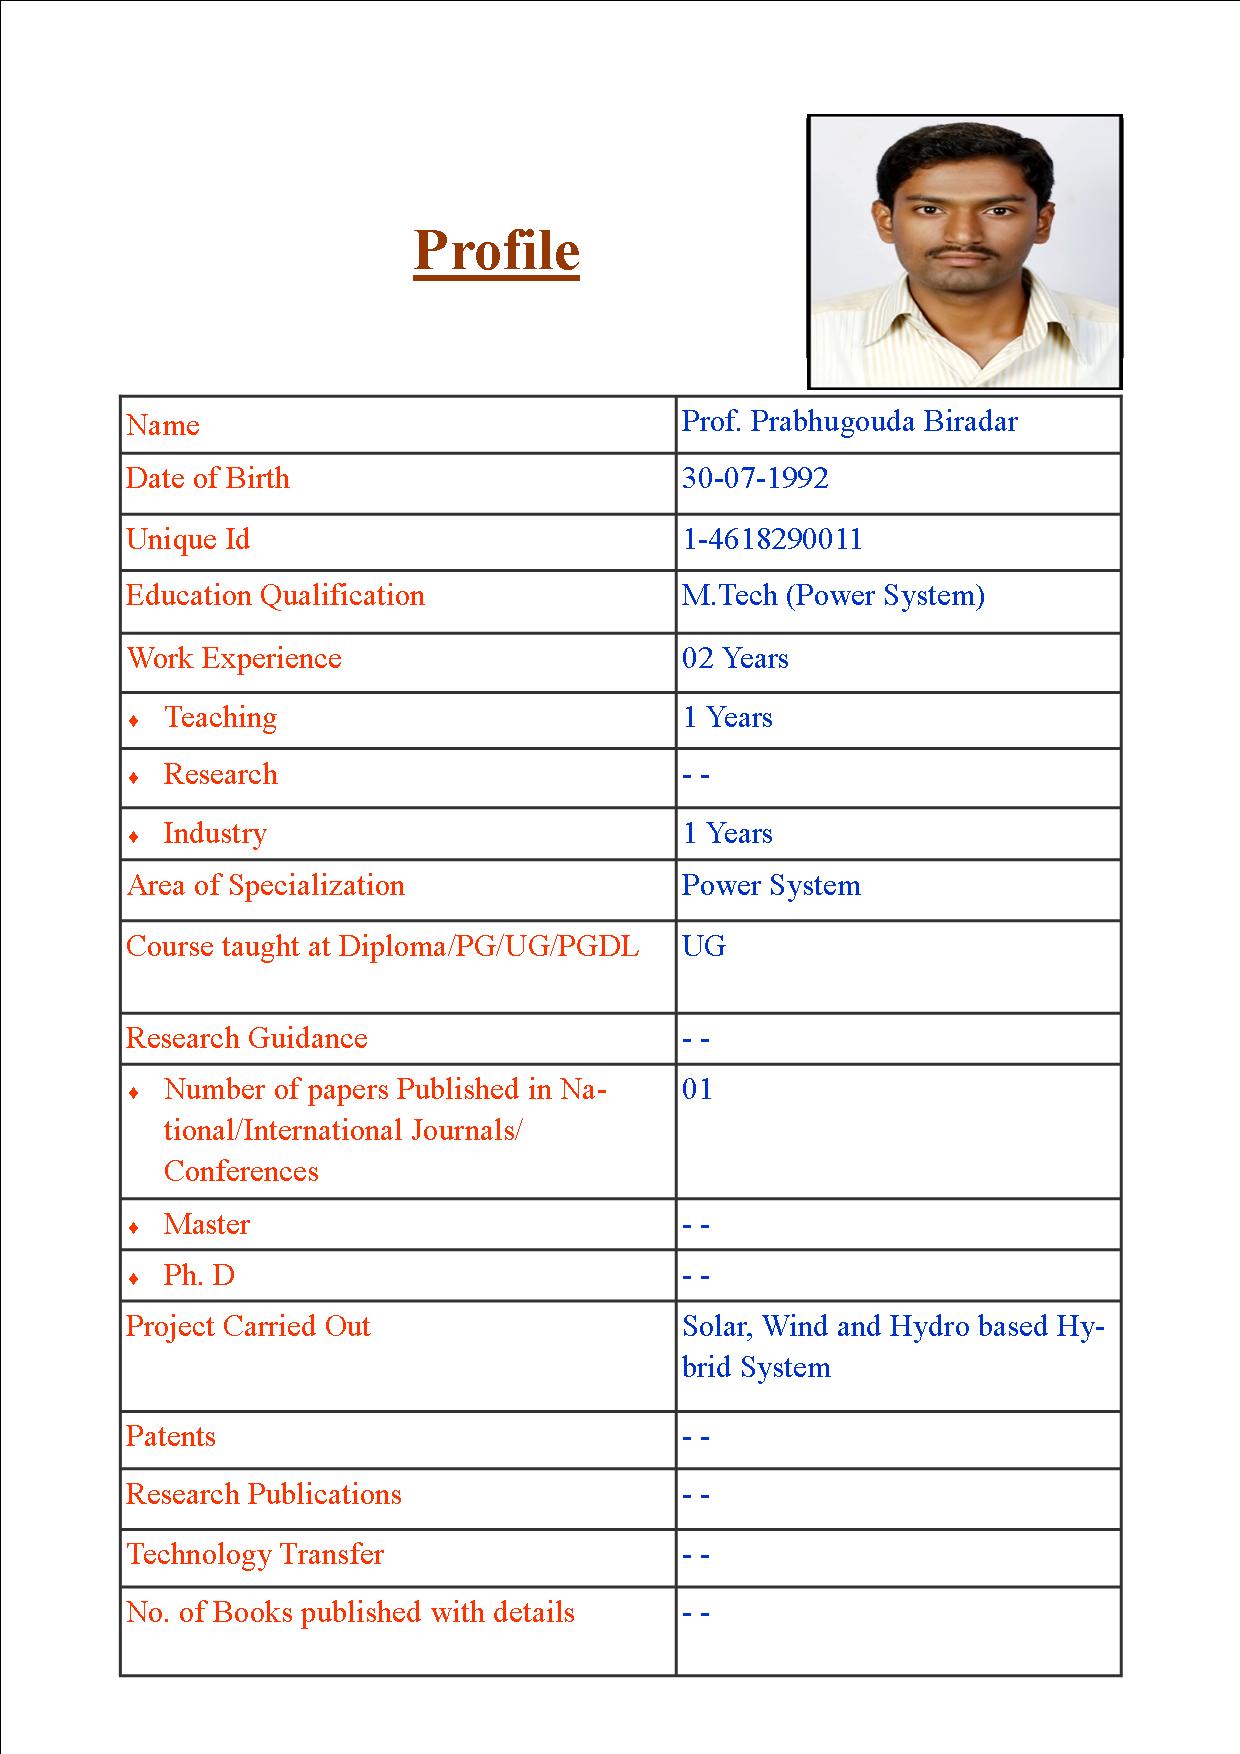 Profile
Name
Prof. Prabhugouda Biradar
Date of Birth
30-07-1992
Unique Id
1-4618290011
Education Qualification
M.Tech (Power System)
Work Experience
02 Years
♦ Teaching
1 Years
♦ Research
- -
♦ Industry
1 Years
Area of Specialization
Power System
Course taught at Diploma/PG/UG/PGDL
UG
Research Guidance
- -
♦ Number of papers Published in Na-
tional/International Journals/
Conferences
01
♦ Master
- -
♦ Ph. D
- -
Project Carried Out
Solar, Wind and Hydro based Hy-
brid System
Patents
- -
Research Publications
- -
Technology Transfer
- -
No. of Books published with details
- -